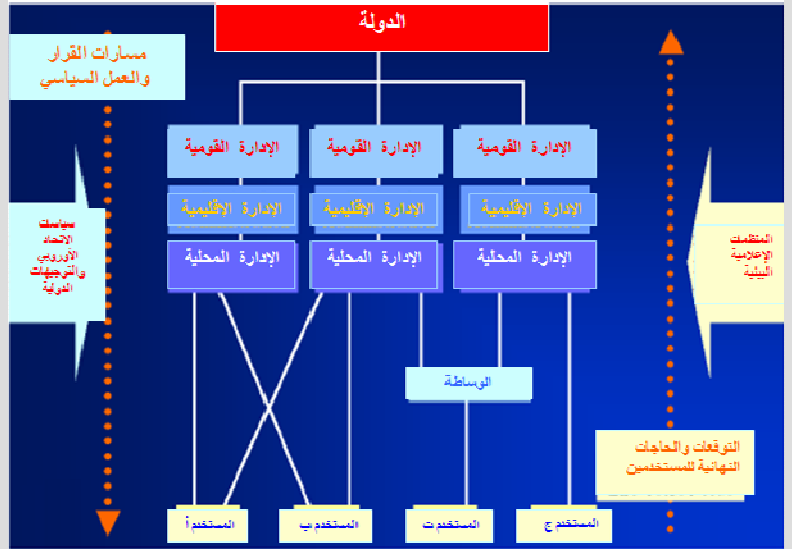 الدولة
مسارات القرار
والعمل السياسي
الإدارة القومية
الإدارة القومية
الإدارة القومية
الإدارة الإقليمية
الإدارة الإقليمية
الإدارة الإقليمية
الإدارة المحلية
الإدارة المحلية
الإدارة المحلية
المنظمات
الإعلامية
البيئية
سياسات
الاتحاد
الأوروبي
والتوجيهات
الدولية
الوساطة
التوقعات والحاجات
النهائية للمستخدمين
المستخدم ج
المستخدم ت
المستخدم ب
المستخدم أ